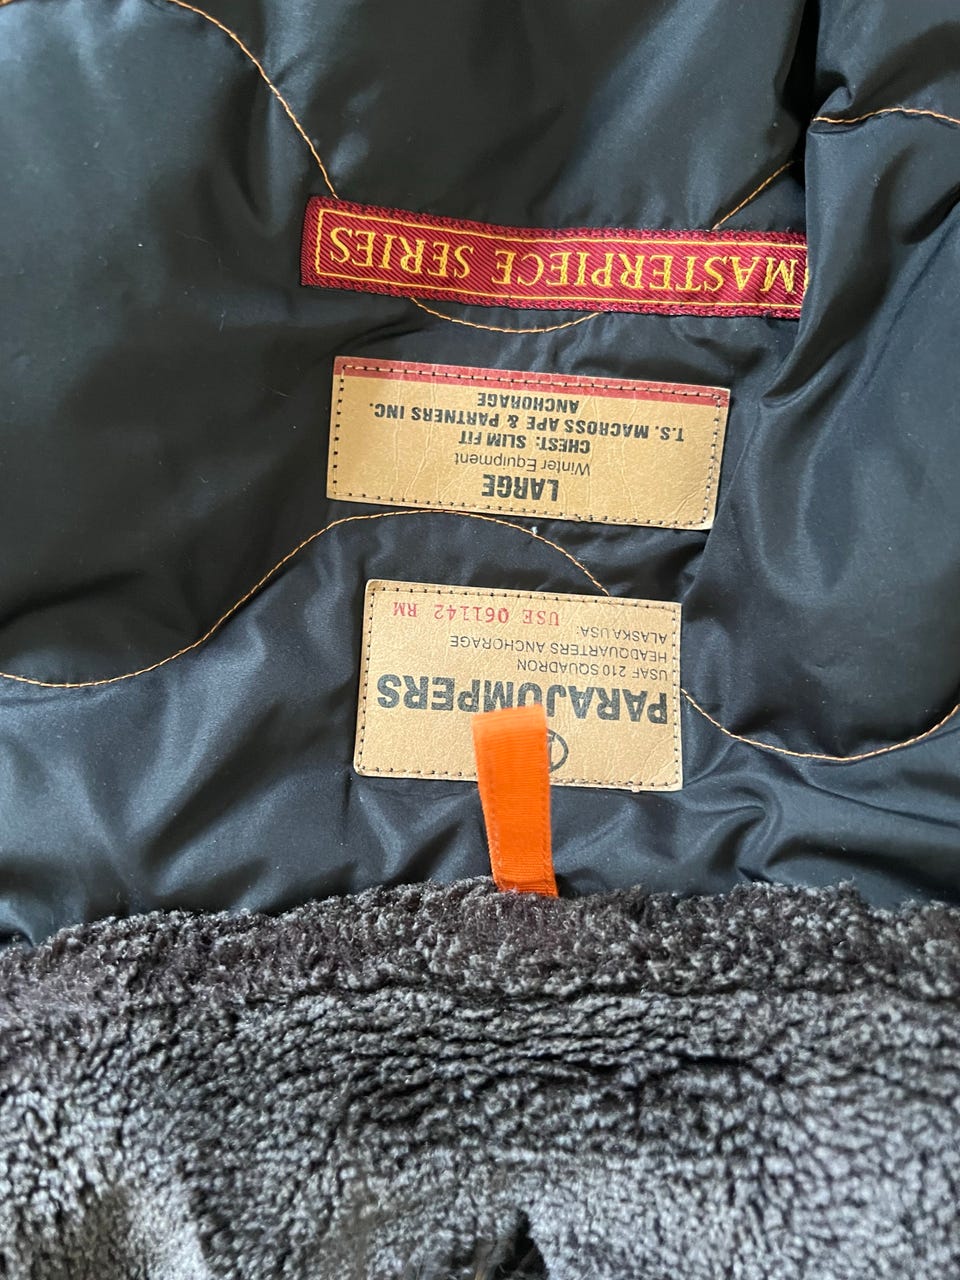 PARAJUMPERS
USAF 210 SQUADRON
HEADQUARTERS ANCHORAGE
ALASKA USA:
USE 061142 RM
LARGE
Winter Equipment
CHEST: SLIM FIT
T.S. MACROSS APE & PARTNERS INC.
ANCHORAGE
MASTERPIECE SERIES